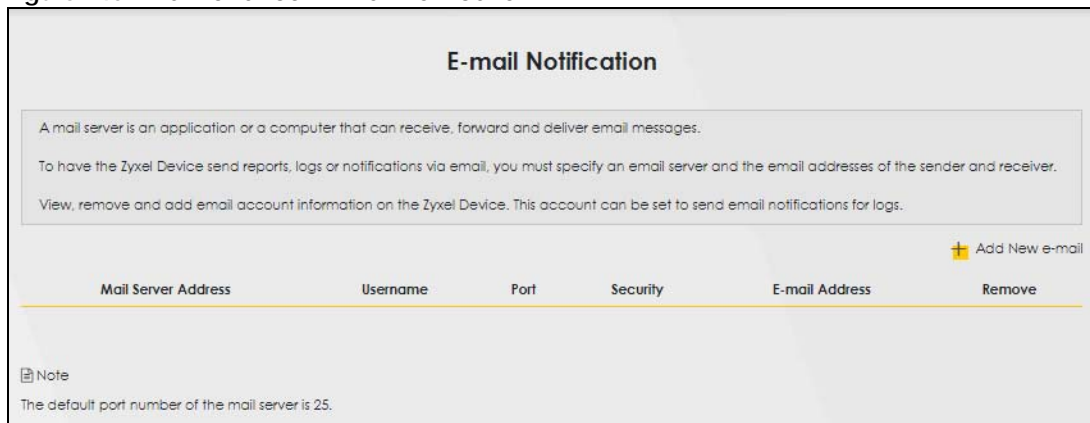 E-mail Notification
A mail server is an application or a computer that can receive, forward and deliver email messages.
To have the Zyxel Device send reports, logs or notifications via email, you must specify an email server and the email addresses of the sender and receiver.
View, remove and add email account information on the Zyxel Device. This account can be set to send email notifications for logs.
Add New e-mail
Mail Server Address Username Port Security E-mail Address Remove
Note
The default port number of the mail server is 25.